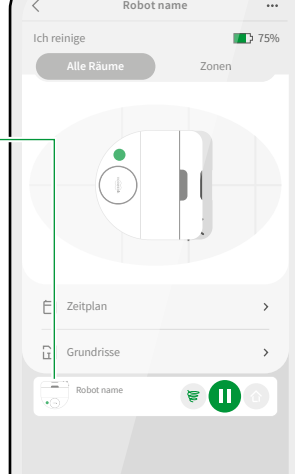 Robot name
Ich reinige 75%
Alle Räume Zonen
Zeitplan
Grundrisse
Robot name